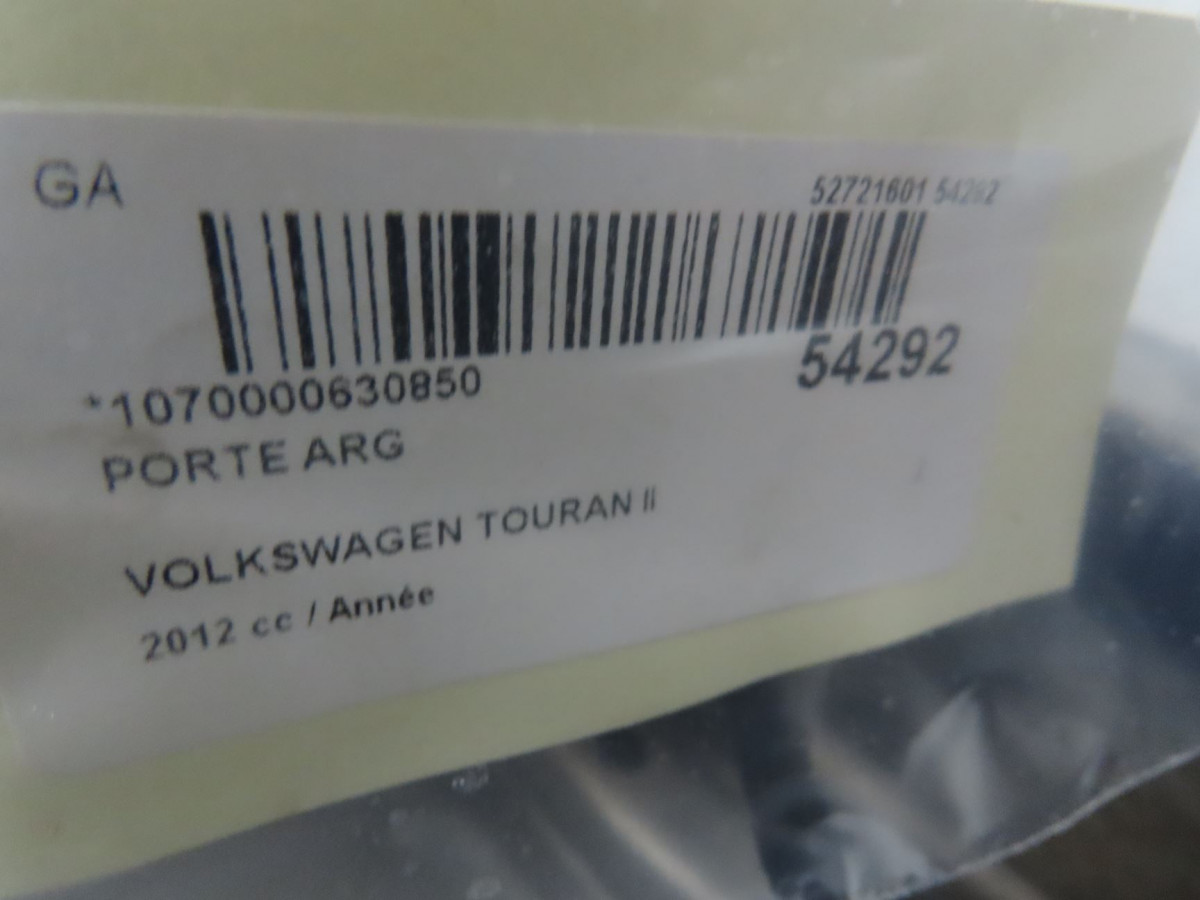 GA
52721601 54292
54292
*1070000630850
PORTE ARG
VOLKSWAGEN TOURAN II
2012 cc / Année